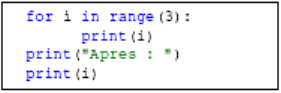 for i in range(3):
        print(i)
print("Apres : ")
print(i)